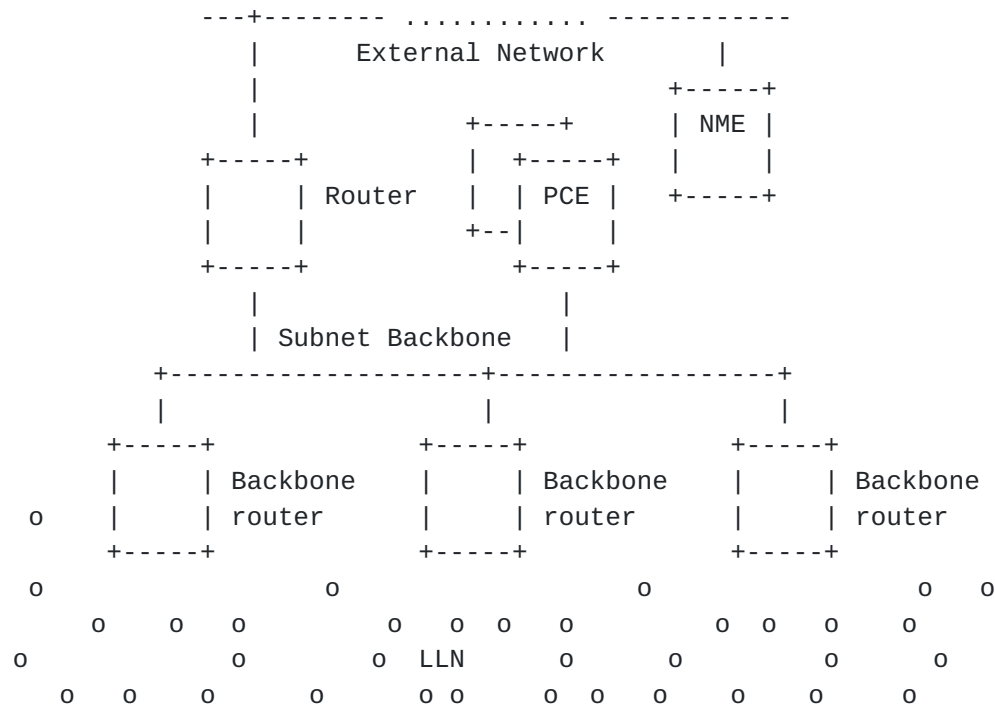 External Network
NME
Router PCE
Subnet Backbone
Backbone Backbone Backbone
router router router
LLN